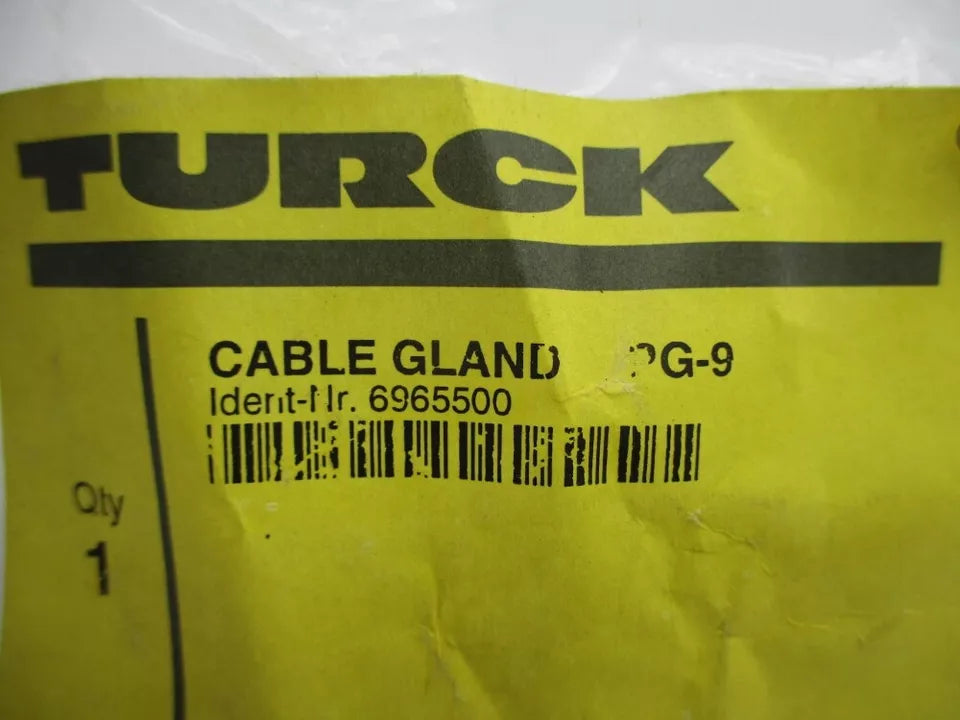 TURCK
CABLE GLAND PG-9
Ident-Nr. 6965500
Qty
1